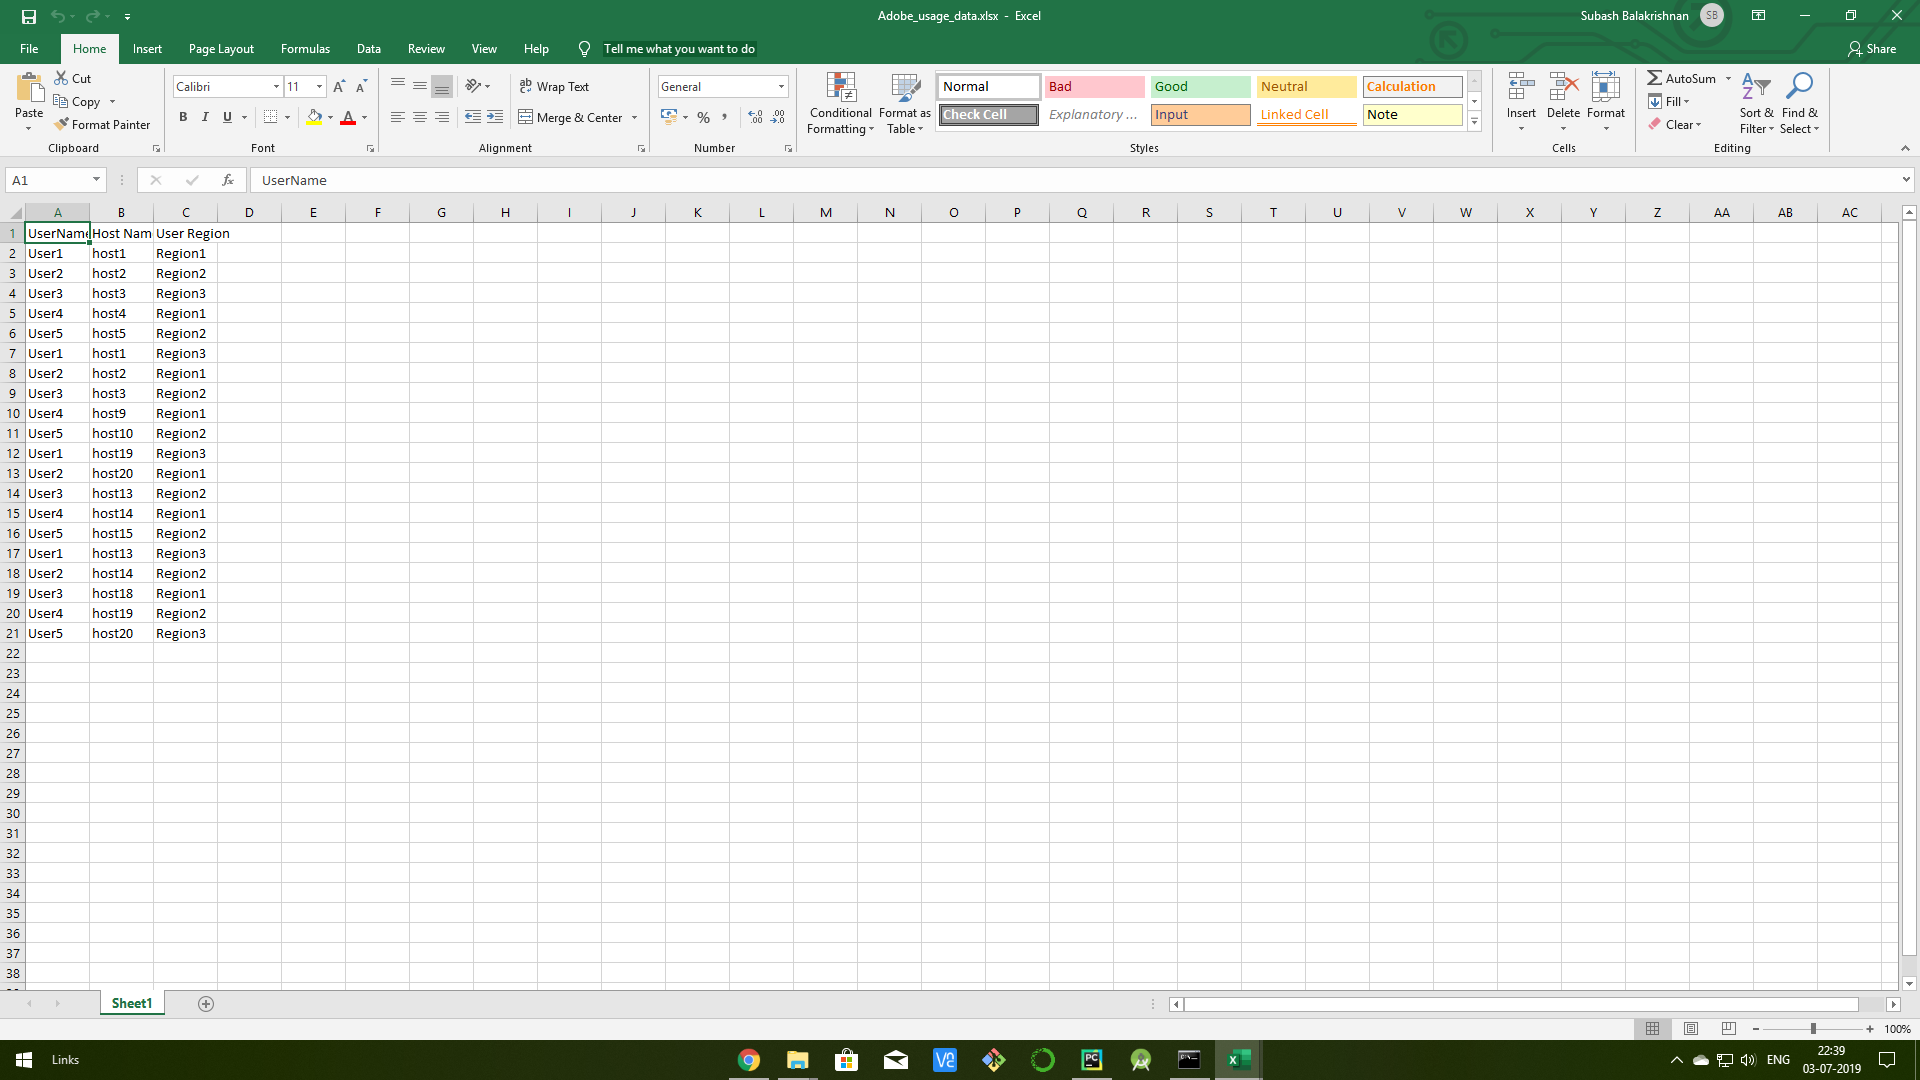 Adobe_usage_data.xlsx - Excel
Subash Balakrishnan SB
File Home Insert Page Layout Formulas Data Review View Help Tell me what you want to do Share
Paste Cut Copy Format Painter Clipboard
Calibri 11 A A B I U A Font
Wrap Text Merge & Center Alignment
General % , .00 .0 Number
Conditional Formatting Format as Table
Normal Bad Good Neutral Calculation
Check Cell Explanatory ... Input Linked Cell Note
Styles
Insert Delete Format Cells
AutoSum Fill Clear Sort & Filter Find & Select Editing
A1 fx UserName
A B C D E F G H I J K L M N O P Q R S T U V W X Y Z AA AB AC
1 UserName Host Nam User Region
2 User1 host1 Region1
3 User2 host2 Region2
4 User3 host3 Region3
5 User4 host4 Region1
6 User5 host5 Region2
7 User1 host1 Region3
8 User2 host2 Region1
9 User3 host3 Region2
10 User4 host9 Region1
11 User5 host10 Region2
12 User1 host19 Region3
13 User2 host20 Region1
14 User3 host13 Region2
15 User4 host14 Region1
16 User5 host15 Region2
17 User1 host13 Region3
18 User2 host14 Region2
19 User3 host18 Region1
20 User4 host19 Region2
21 User5 host20 Region3
22
23
24
25
26
27
28
29
30
31
32
33
34
35
36
37
38
Sheet1
100%
Links
ENG
22:39
03-07-2019